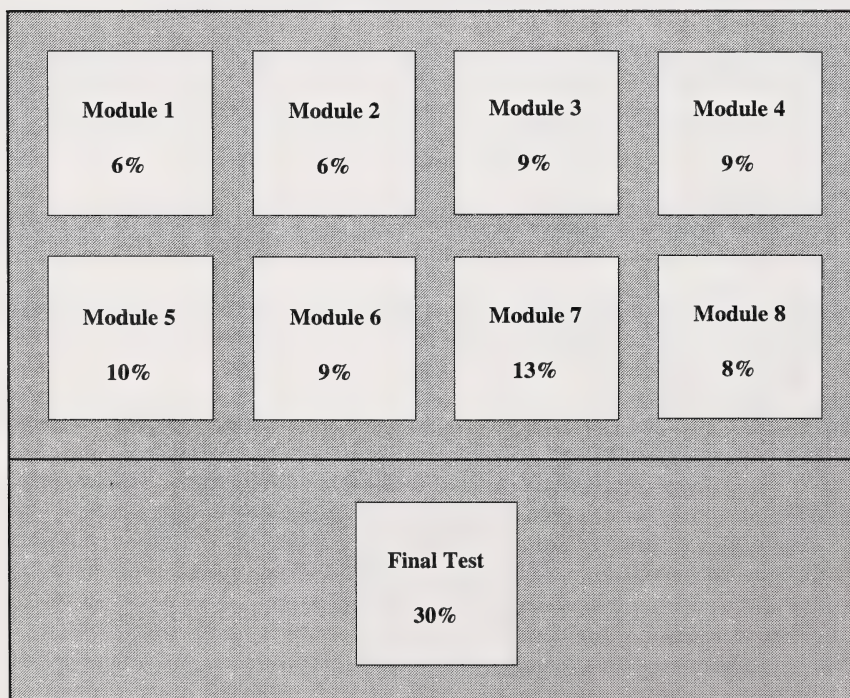 Module 1
6%
Module 2
6%
Module 3
9%
Module 4
9%
Module 5
10%
Module 6
9%
Module 7
13%
Module 8
8%
Final Test
30%